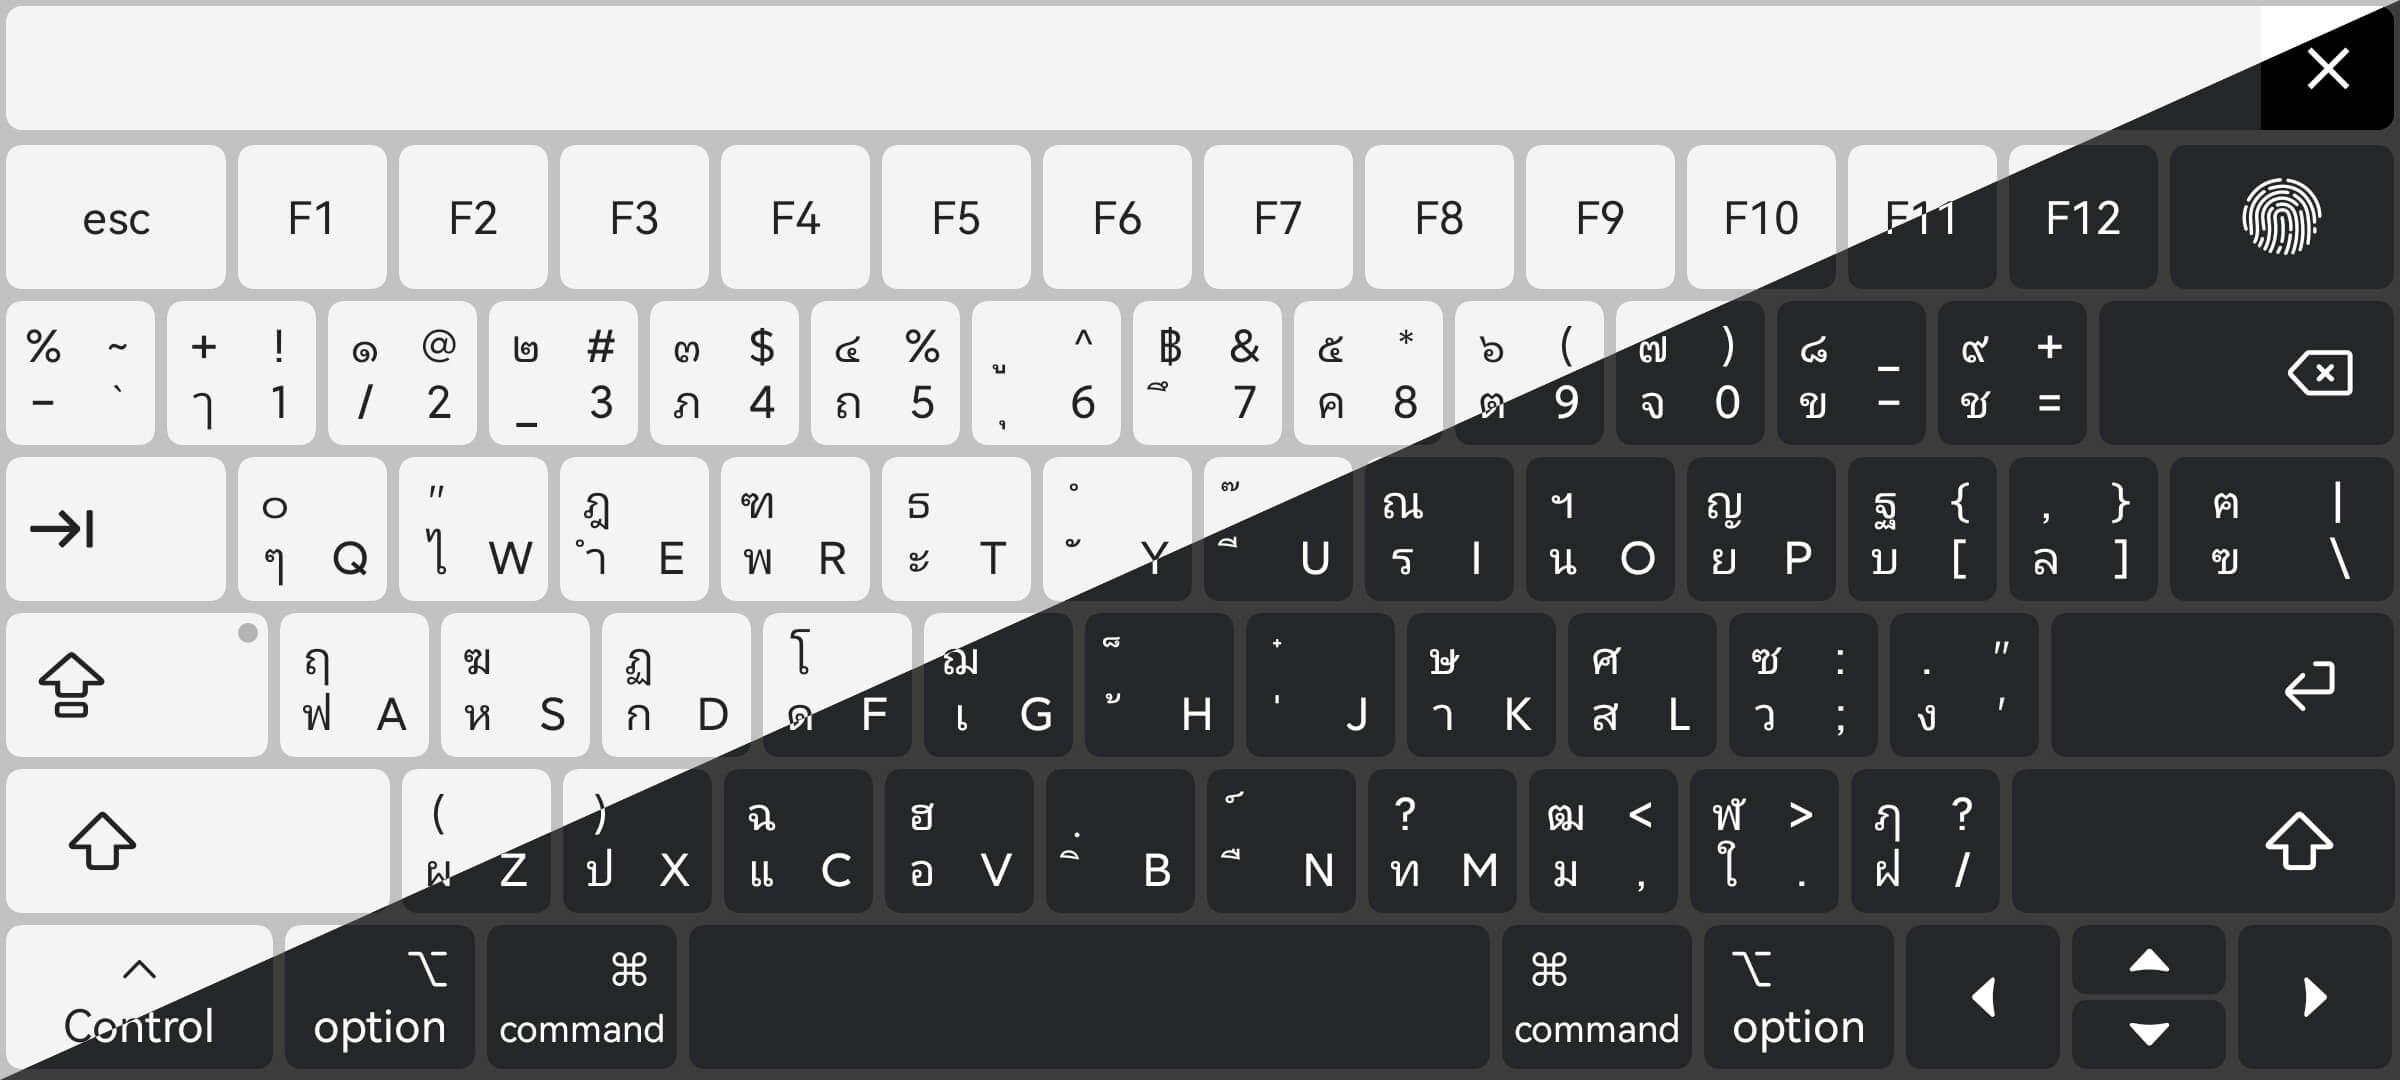 esc F1 F2 F3 F4 F5 F6 F7 F8 F9 F10 F11 F12
% ~ + ! ๑ @ ๒ # ๓ $ ๔ % ู ^ ฿ & ๕ * ๖ ( ๗ ) ๘ _ ๙ +
- ` ๅ 1 / 2 _ 3 ภ 4 ถ 5 ุ 6 ึ 7 ค 8 ต 9 จ 0 ข - ช =
๐ " ฎ ฑ ธ ํ ๊ ณ ฯ ญ ฐ { , } ฅ |
ๆ Q ไ W ำ E พ R ะ T ั Y ี U ร I น O ย P บ [ ล ] ฃ \
ฤ ฆ ฏ โ ฌ ็ ๋ ษ ศ ซ : . "
ฟ A ห S ก D ด F เ G ้ H ่ J า K ส L ว ; ง '
( ) ฉ ฮ ฺ ์ ? ฒ < ฬ > ฦ ?
ผ Z ป X แ C อ V ิ B ื N ท M ม , ใ . ฝ /
^ ⌥ ⌘ ⌘ ⌥
Control option command command option